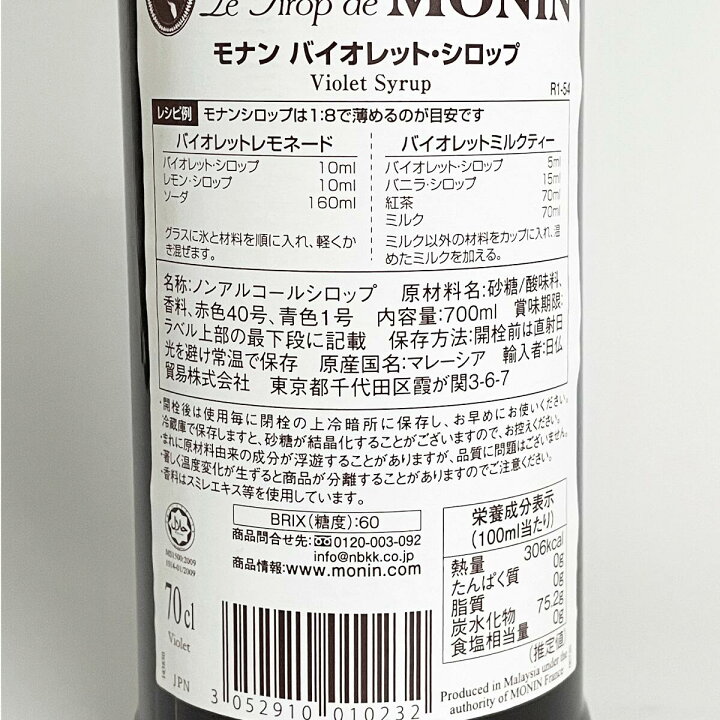 Le Sirop de MONIN
モナン バイオレット・シロップ
Violet Syrup
R1-54
レシピ例 モナンシロップは1:8で薄めるのが目安です
バイオレットレモネード
バイオレット・シロップ 10ml
レモン・シロップ 10ml
ソーダ 160ml
グラスに氷と材料を順に入れ、軽くか
き混ぜます。
バイオレットミルクティー
バイオレット・シロップ 5ml
バニラ・シロップ 15ml
紅茶 70ml
ミルク 70ml
ミルク以外の材料をカップに入れ、温
めたミルクを加える。
名称:ノンアルコールシロップ 原材料名:砂糖/酸味料、
香料、赤色40号、青色1号 内容量:700ml 賞味期限:
ラベル上部の最下段に記載 保存方法:開栓前は直射日
光を避け常温で保存 原産国名:マレーシア 輸入者:日仏
貿易株式会社 東京都千代田区霞が関3-6-7
・開栓後は使用毎に閉栓の上冷暗所に保存し、お早めにお使いください。
冷蔵庫で保存しますと、砂糖が結晶化することがございますので、お控えください。
・まれに原材料由来の成分が浮遊することがありますが、品質に問題はございません。
・著しく温度変化が生ずると商品が分離することがありますのでご注意ください。
・香料はスミレエキス等を使用しています。
BRIX(糖度):60
商品問合せ先:0120-003-092
info@nbkk.co.jp
商品情報:www.monin.com
MS1500:2009
1914-01/2009
70cl
Violet
JPN
3 052910 010232
栄養成分表示
(100ml当たり)
熱量 306kcal
たんぱく質 0g
脂質 0g
炭水化物 75.2g
食塩相当量 0g
(推定値)
Produced in Malaysia under the
authority of MONIN France